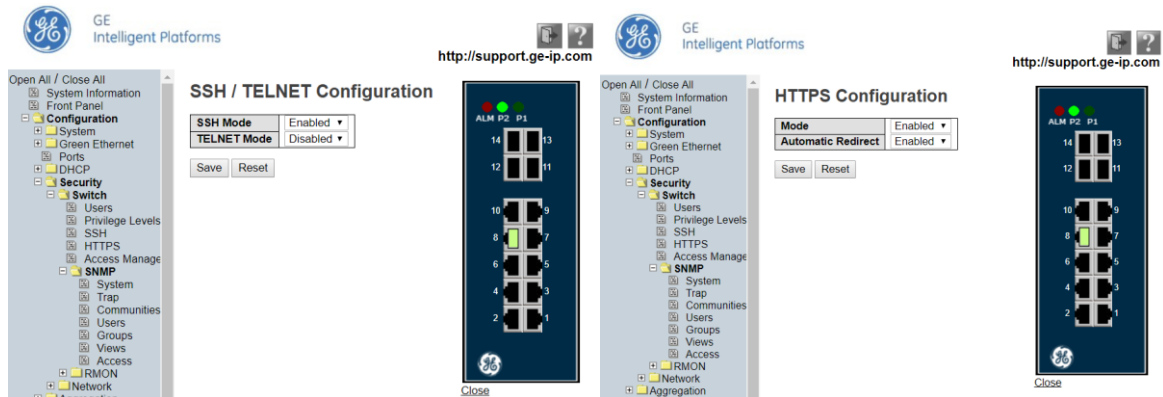 GE
Intelligent Platforms
http://support.ge-ip.com
Open All / Close All
System Information
Front Panel
Configuration
System
Green Ethernet
Ports
DHCP
Security
Switch
Users
Privilege Levels
SSH
HTTPS
Access Manage
SNMP
System
Trap
Communities
Users
Groups
Views
Access
RMON
Network
Aggregation
SSH / TELNET Configuration
SSH Mode Enabled
TELNET Mode Disabled
Save Reset
ALM P2 P1
14 13
12 11
10 9
8 7
6 5
4 3
2 1
Close
GE
Intelligent Platforms
http://support.ge-ip.com
Open All / Close All
System Information
Front Panel
Configuration
System
Green Ethernet
Ports
DHCP
Security
Switch
Users
Privilege Levels
SSH
HTTPS
Access Manage
SNMP
System
Trap
Communities
Users
Groups
Views
Access
RMON
Network
Aggregation
HTTPS Configuration
Mode Enabled
Automatic Redirect Enabled
Save Reset
ALM P2 P1
14 13
12 11
10 9
8 7
6 5
4 3
2 1
Close